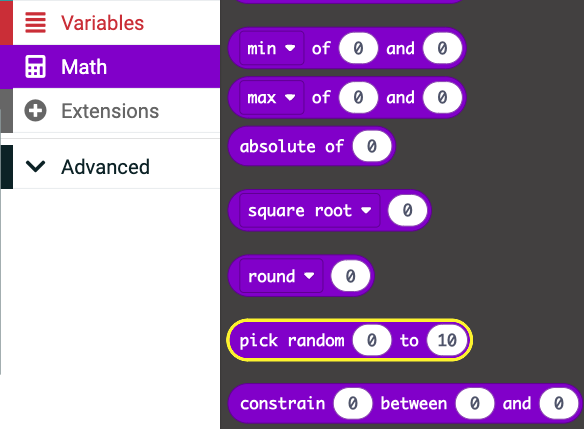 Variables
Math
Extensions
Advanced
min of 0 and 0
max of 0 and 0
absolute of 0
square root 0
round 0
pick random 0 to 10
constrain 0 between 0 and 0